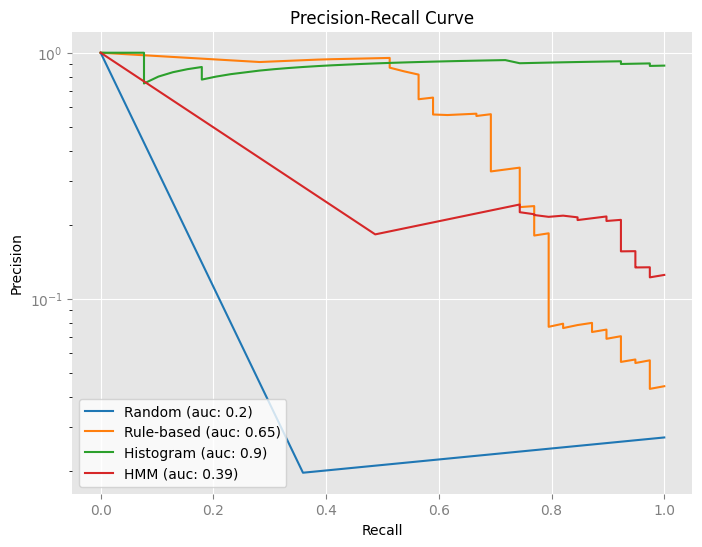 Precision-Recall Curve
Precision
10⁰
10⁻¹
Random (auc: 0.2)
Rule-based (auc: 0.65)
Histogram (auc: 0.9)
HMM (auc: 0.39)
0.0 0.2 0.4 0.6 0.8 1.0
Recall